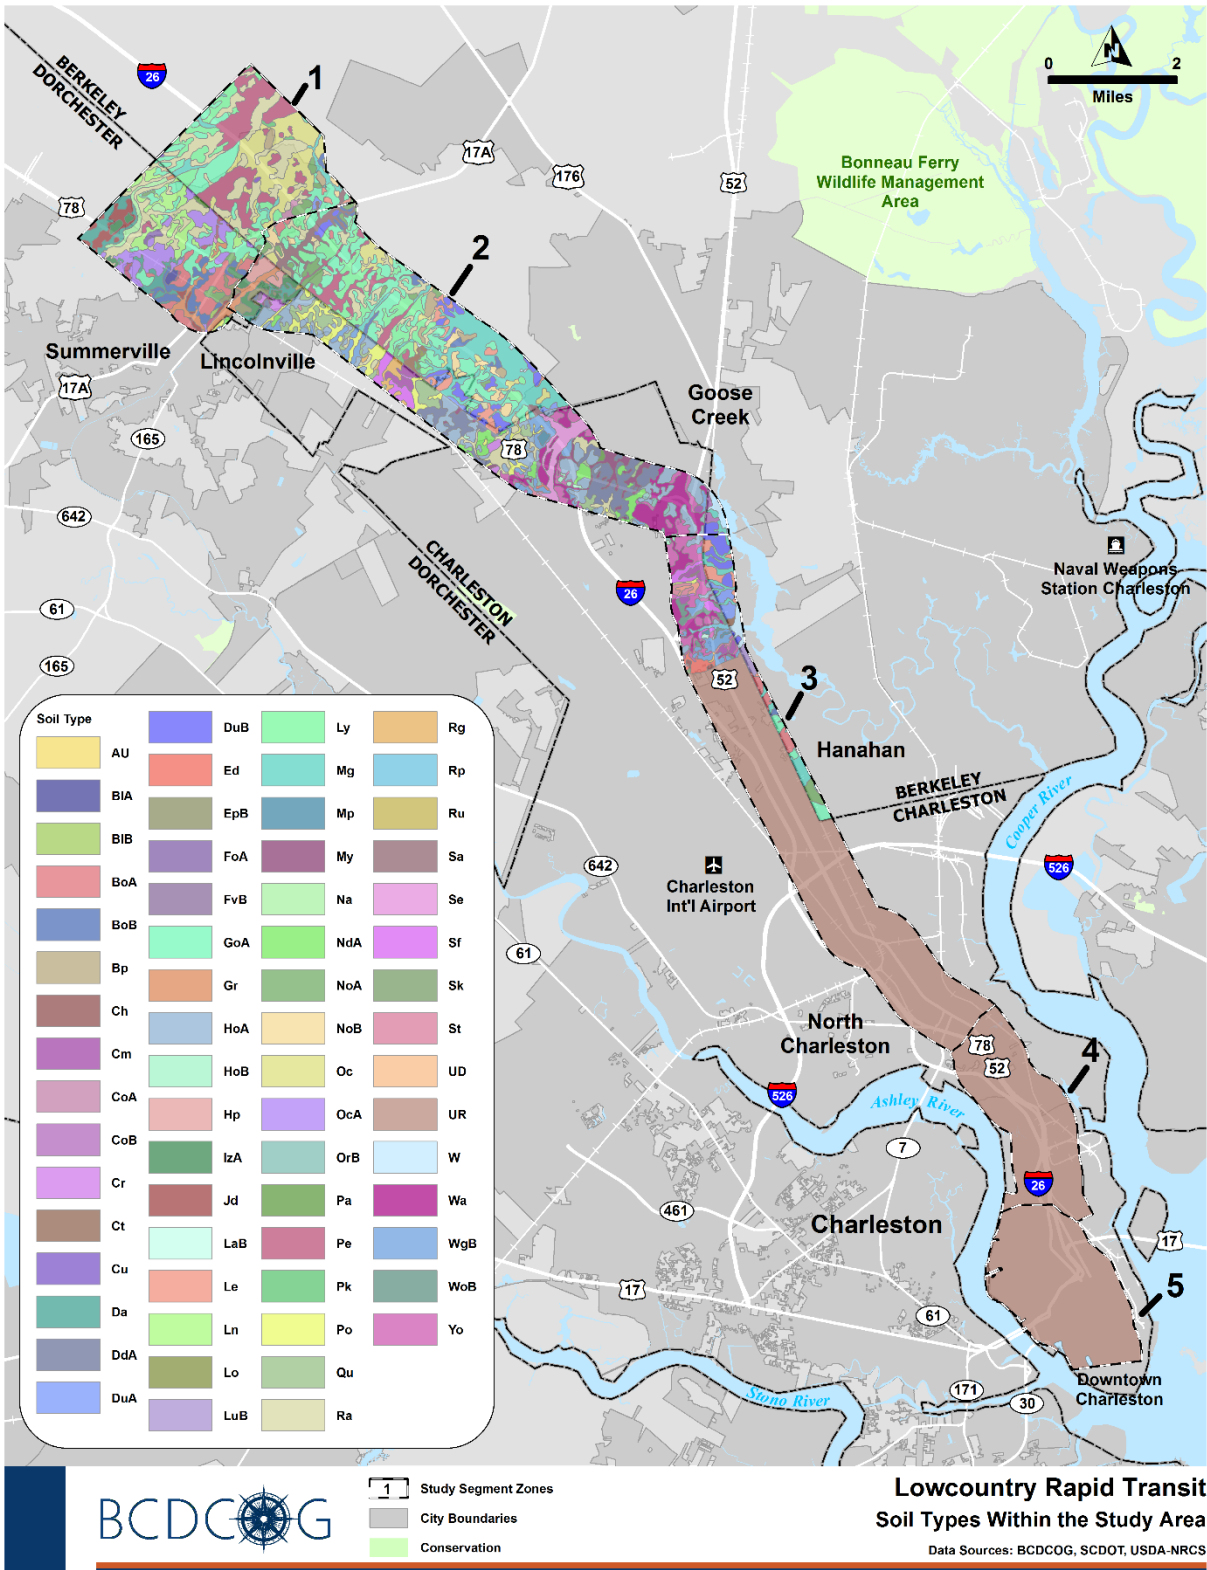 N
0
2
Miles
BERKELEY
DORCHESTER
26
1
17A
176
52
Bonneau Ferry
Wildlife Management
Area
78
2
Summerville
Lincolnville
17A
165
Goose
Creek
78
642
CHARLESTON
DORCHESTER
26
Naval Weapons
Station Charleston
61
165
52
3
Hanahan
BERKELEY
CHARLESTON
Cooper River
642
526
Charleston
Int'l Airport
61
North
Charleston
78
52
4
526
Ashley River
7
26
461
Charleston
17
17
5
61
Downtown
Charleston
171
30
Stono River
Soil Type
AU
BlA
BlB
BoA
BoB
Bp
Ch
Cm
CoA
CoB
Cr
Ct
Cu
Da
DdA
DuA
DuB
Ed
EpB
FoA
FvB
GoA
Gr
HoA
HoB
Hp
IzA
Jd
LaB
Le
Ln
Lo
LuB
Ly
Mg
Mp
My
Na
NdA
NoA
NoB
Oc
OcA
OrB
Pa
Pe
Pk
Po
Qu
Ra
Rg
Rp
Ru
Sa
Se
Sf
Sk
St
UD
UR
W
Wa
WgB
WoB
Yo
BCDCOG
1
Study Segment Zones
City Boundaries
Conservation
Lowcountry Rapid Transit
Soil Types Within the Study Area
Data Sources: BCDCOG, SCDOT, USDA-NRCS